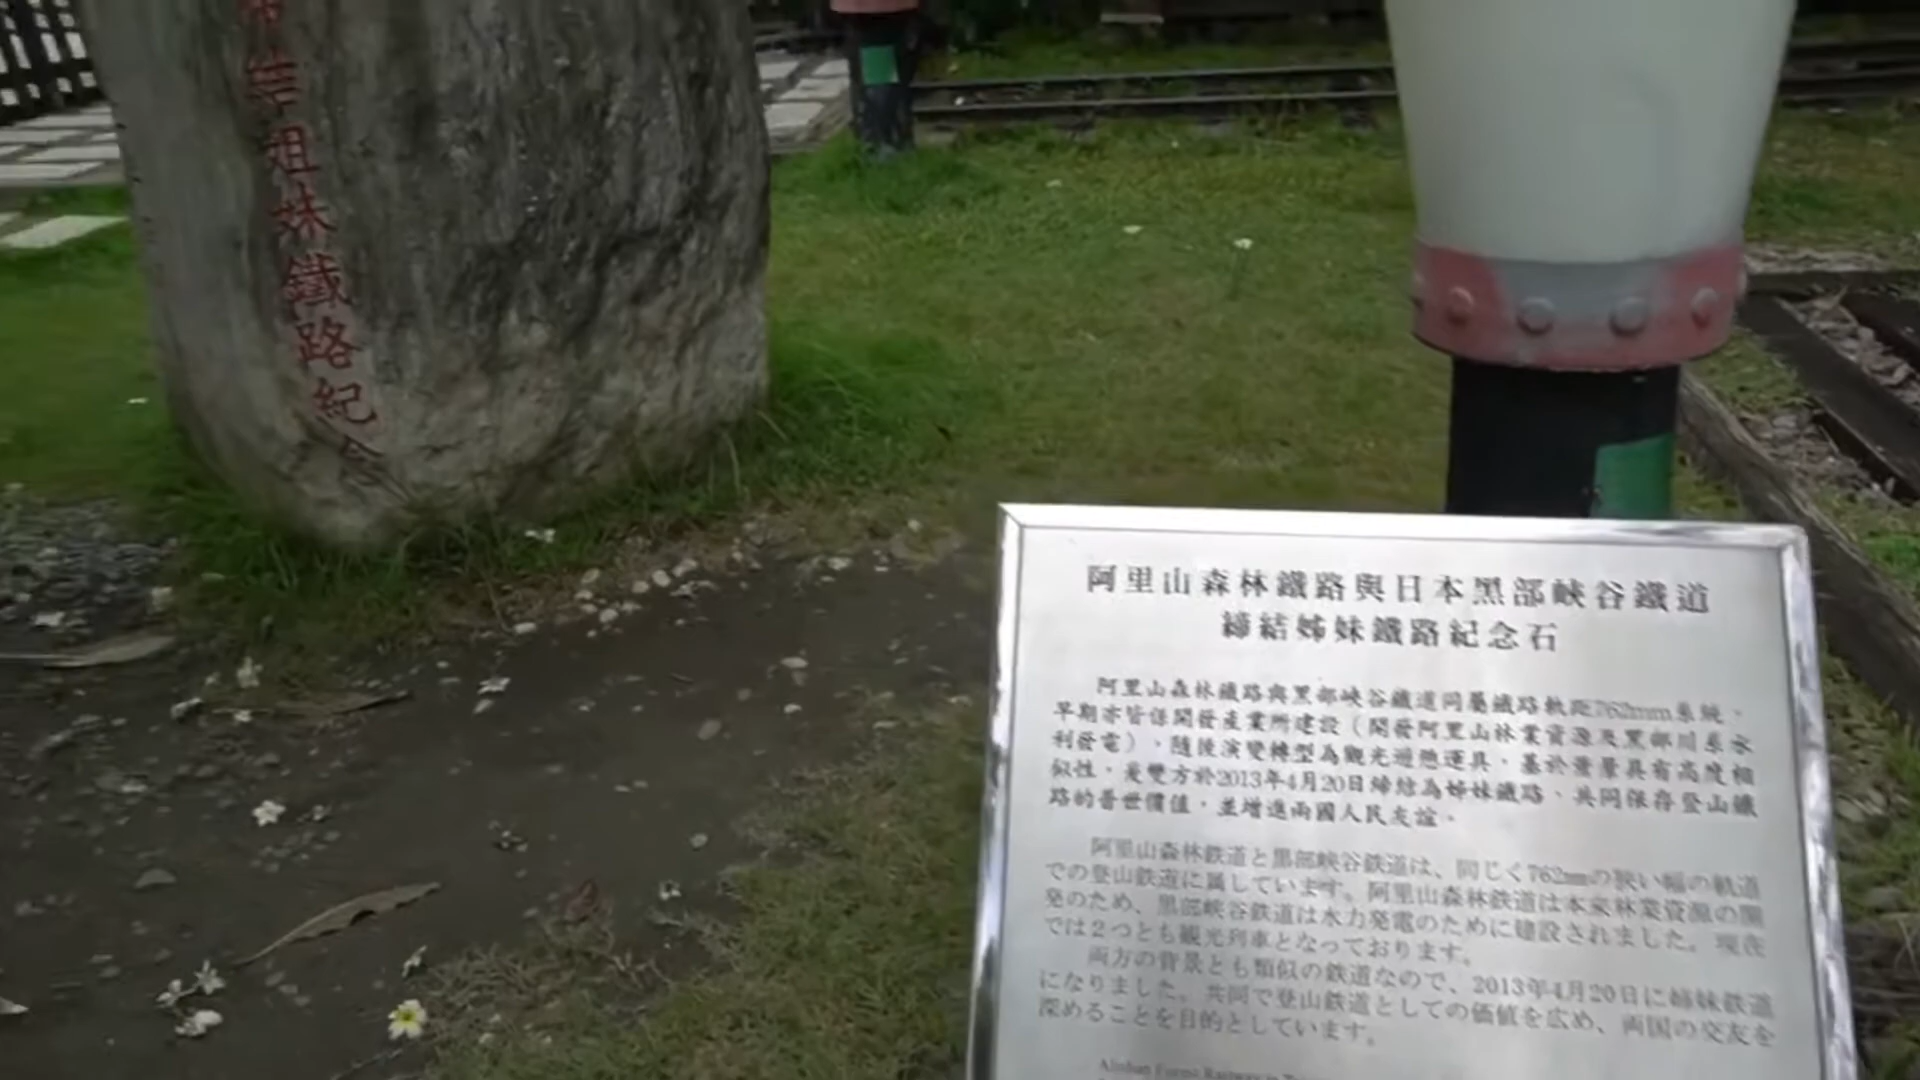 結姐妹鐵路紀念
阿里山森林鐵路與日本黑部峽谷鐵道
締結姊妹鐵路紀念石
阿里山森林鐵路與黑部峽谷鐵道同屬鐵路軌距762mm系統，
早期亦皆係開發產業所建設（開發阿里山林業資源及黑部川系水
利發電），隨後演變轉型為觀光遊憩運具，基於背景具有高度相
似性，爰雙方於2013年4月20日締結為姊妹鐵路、共同保存登山鐵
路的普世價值，並增進兩國人民友誼。
阿里山森林鉄道と黒部峡谷鉄道は、同じく762mmの狭い幅の軌道
での登山鉄道に属しています。阿里山森林鉄道は本来林業資源の開
発のため、黒部峡谷鉄道は水力発電のために建設されました。現在
では２つとも観光列車となっております。
両方の背景とも類似の鉄道なので、2013年4月20日に姉妹鉄道
になりました。共同で登山鉄道としての価値を広め、両国の交友を
深めることを目的としています。
Alishan Forest Railway in